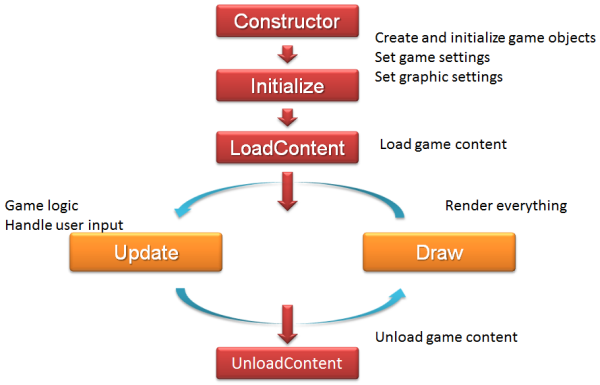 Constructor
Create and initialize game objects
Set game settings
Set graphic settings
Initialize
LoadContent
Load game content
Game logic
Handle user input
Render everything
Update
Draw
Unload game content
UnloadContent